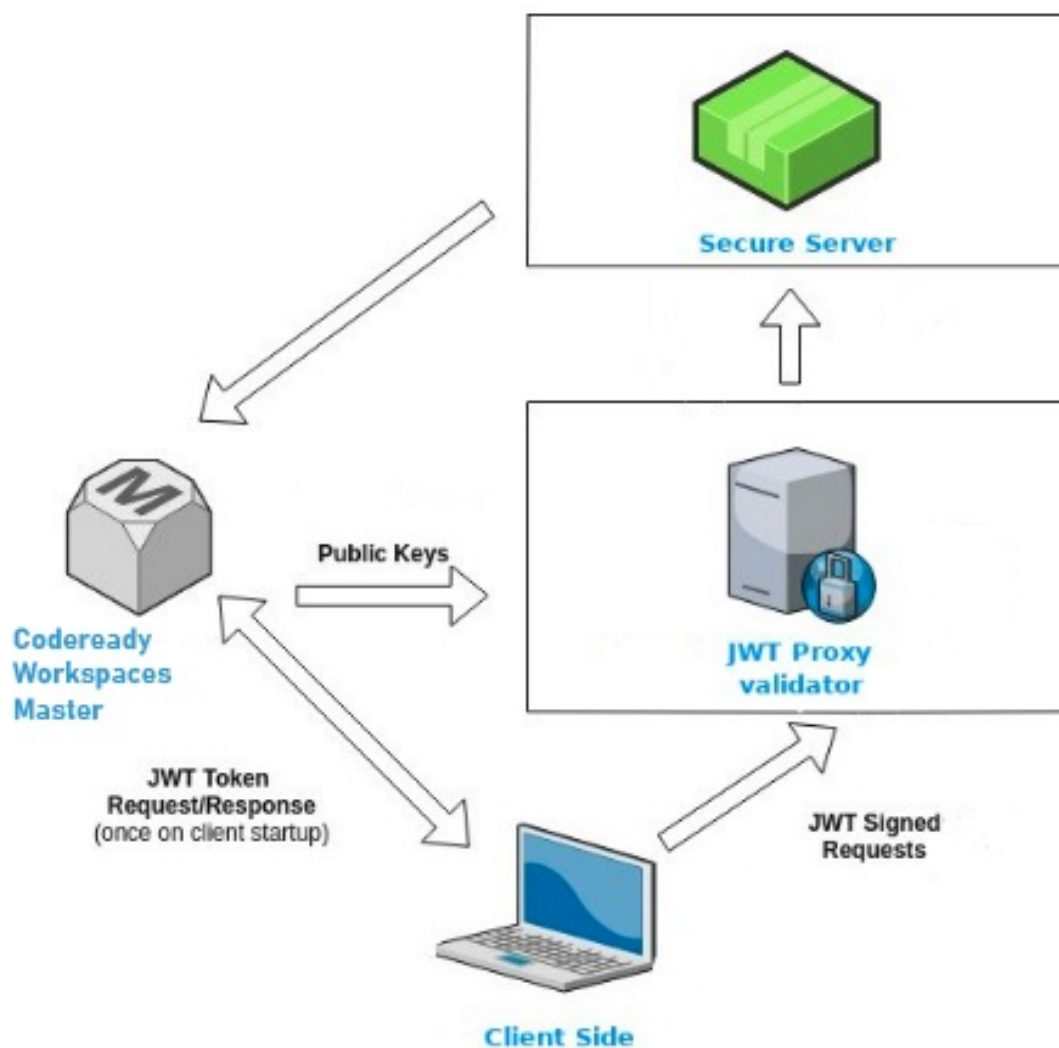 Secure Server
M
Public Keys
JWT Proxy
validator
Codeready
Workspaces
Master
JWT Token
Request/Response
(once on client startup)
JWT Signed
Requests
Client Side